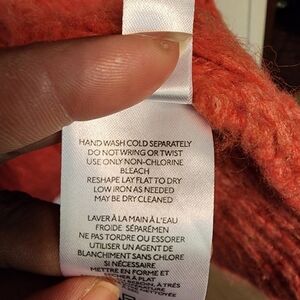 HAND WASH COLD SEPARATELY
DO NOT WRING OR TWIST
USE ONLY NON-CHLORINE
BLEACH
RESHAPE LAY FLAT TO DRY
LOW IRON AS NEEDED
MAY BE DRY CLEANED
LAVER À LA MAIN À L'EAU
FROIDE SÉPARÉMEN
NE PAS TORDRE OU ESSORER
UTILISER UN AGENT DE
BLANCHIMENT SANS CHLORE
SI NÉCESSAIRE
METTRE EN FORME ET
À PLAT